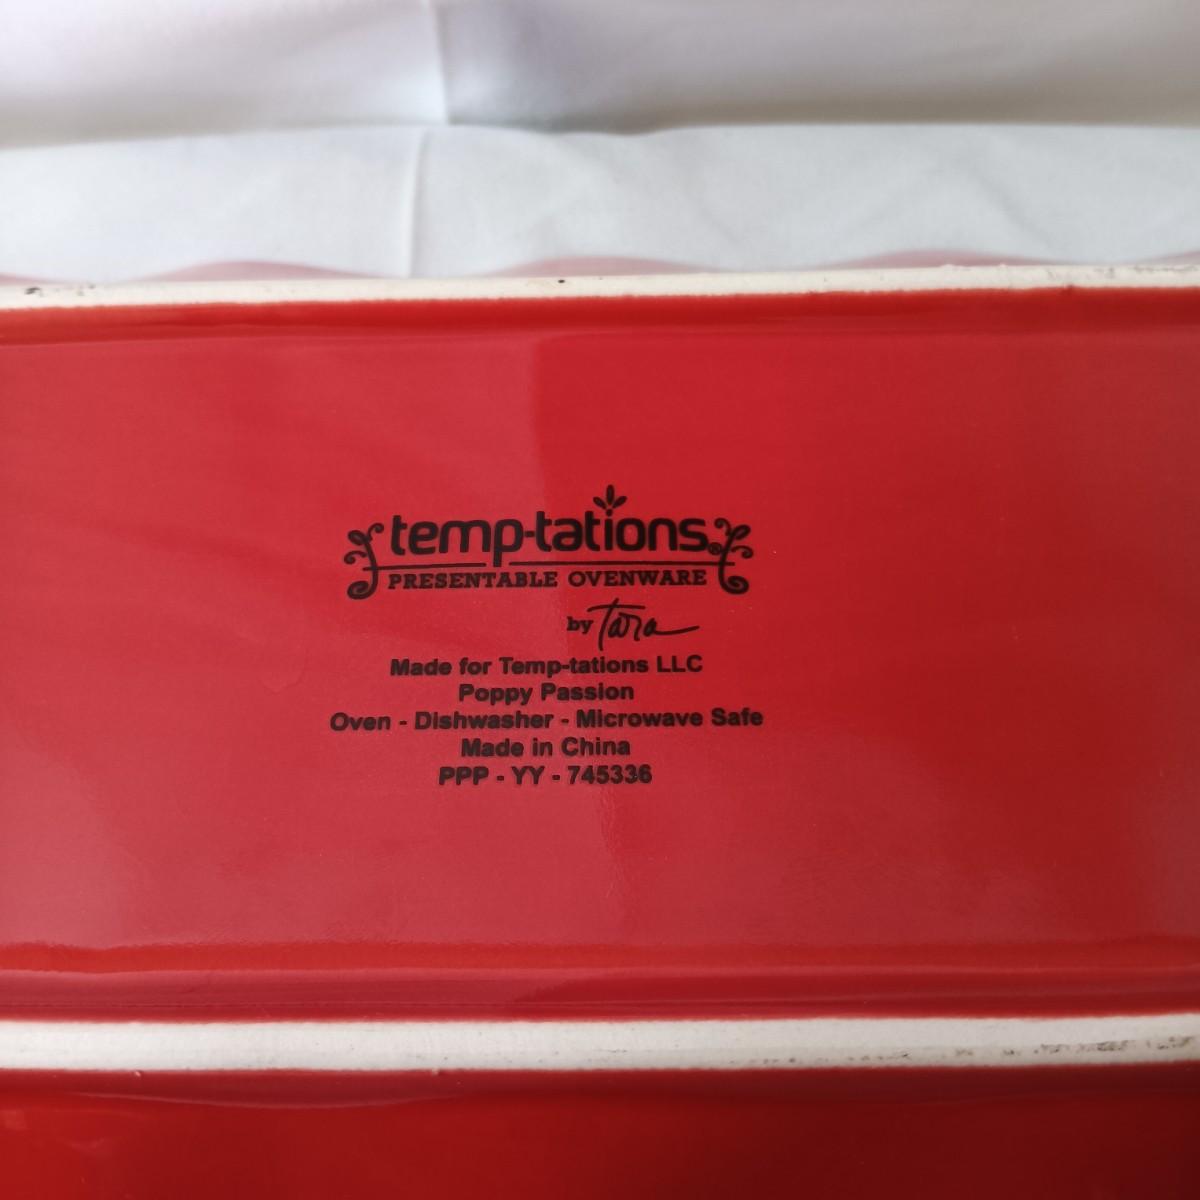 temp-tations®
PRESENTABLE OVENWARE
by Tara
Made for Temp-tations LLC
Poppy Passion
Oven - Dishwasher - Microwave Safe
Made in China
PPP - YY - 745336